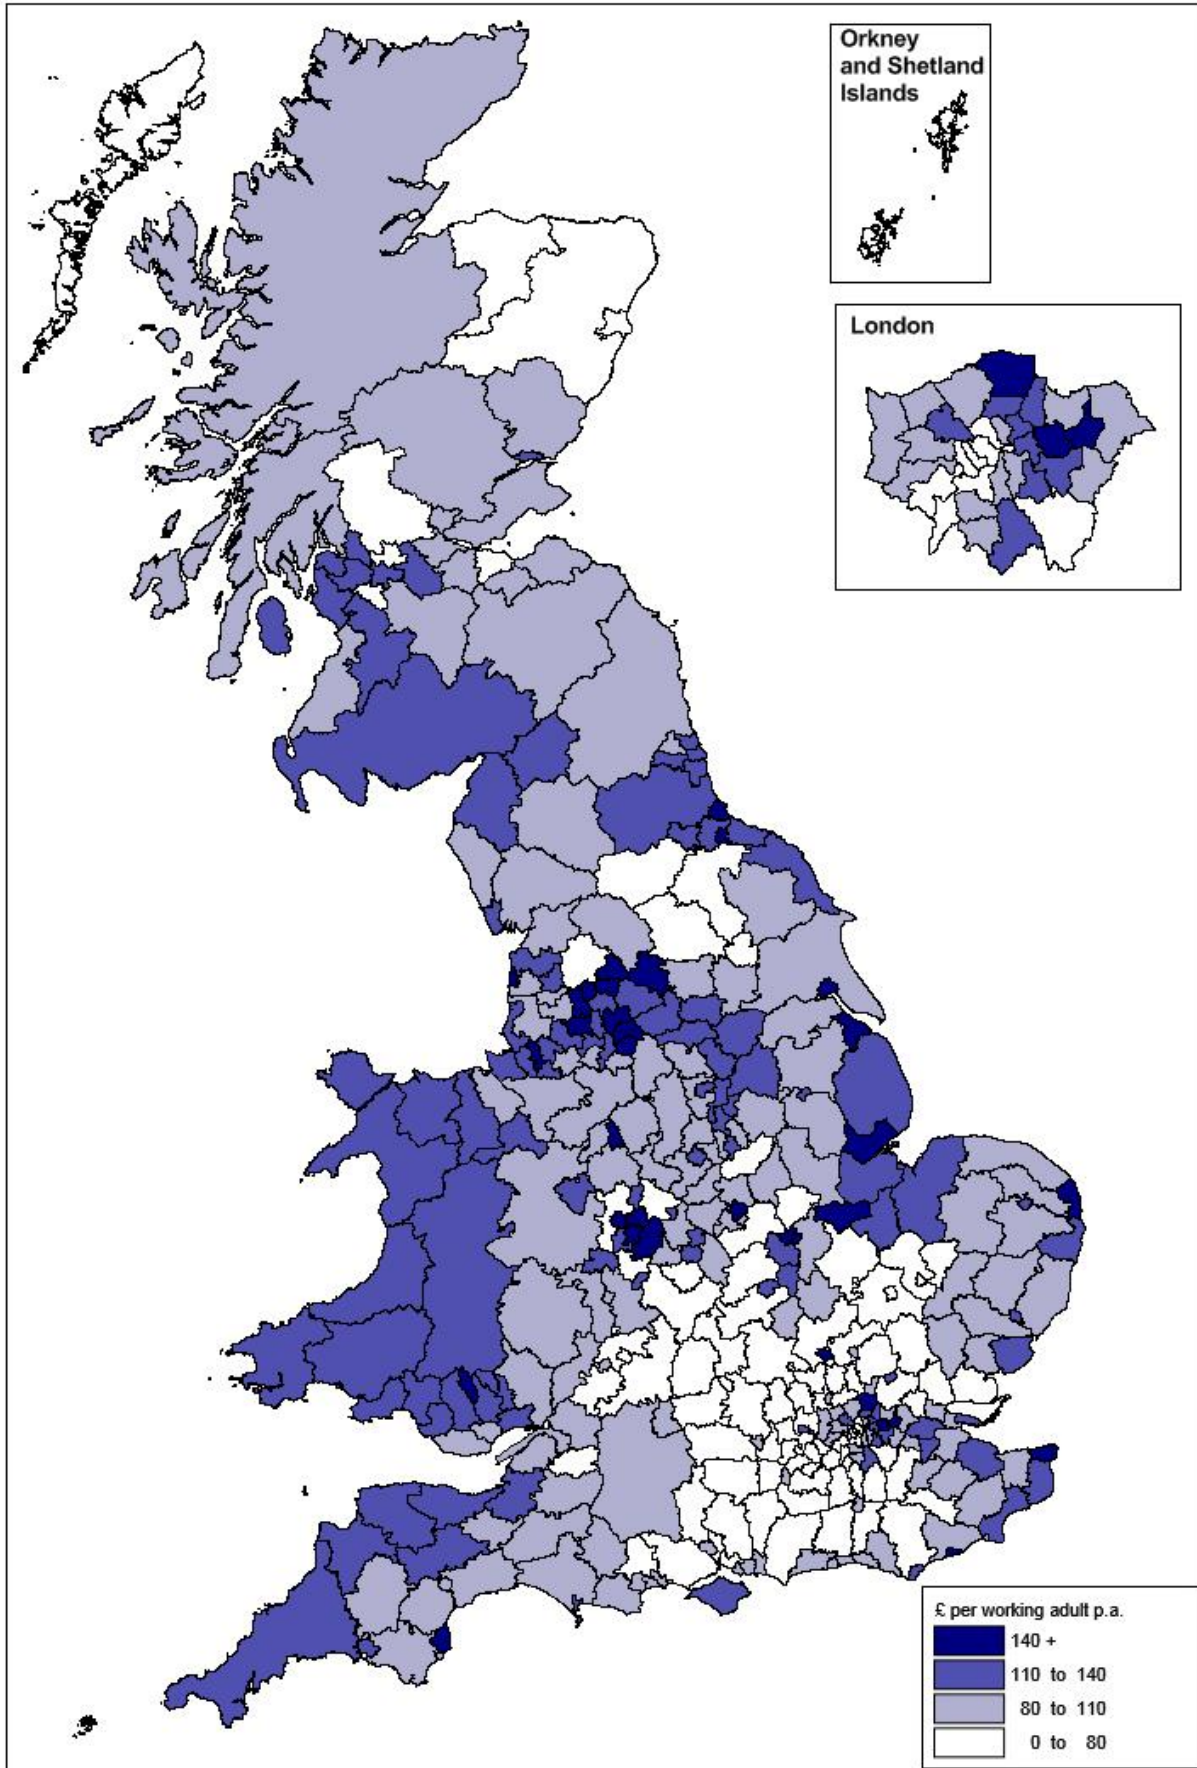 Orkney
and Shetland
Islands
London
£ per working adult p.a.
140 +
110 to 140
80 to 110
0 to 80